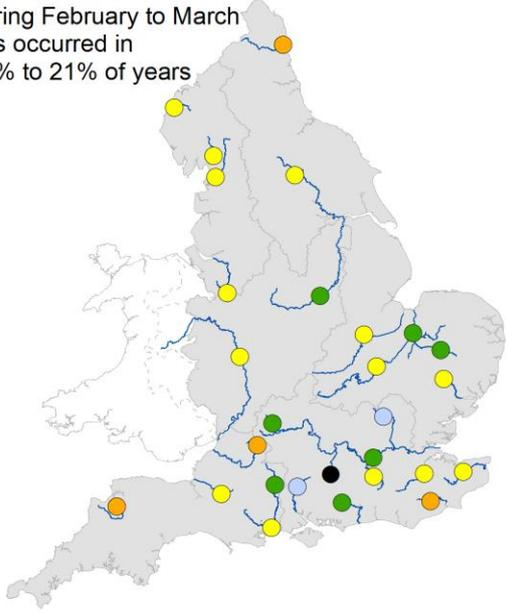 ring February to March
s occurred in
% to 21% of years